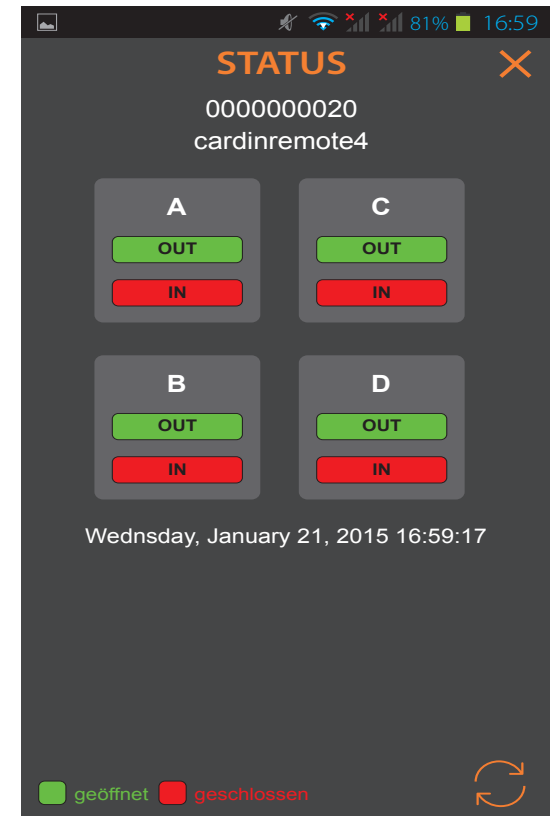 81% 16:59
STATUS
0000000020
cardinremote4
A
OUT
IN
C
OUT
IN
B
OUT
IN
D
OUT
IN
Wednsday, January 21, 2015 16:59:17
geöffnet geschlossen